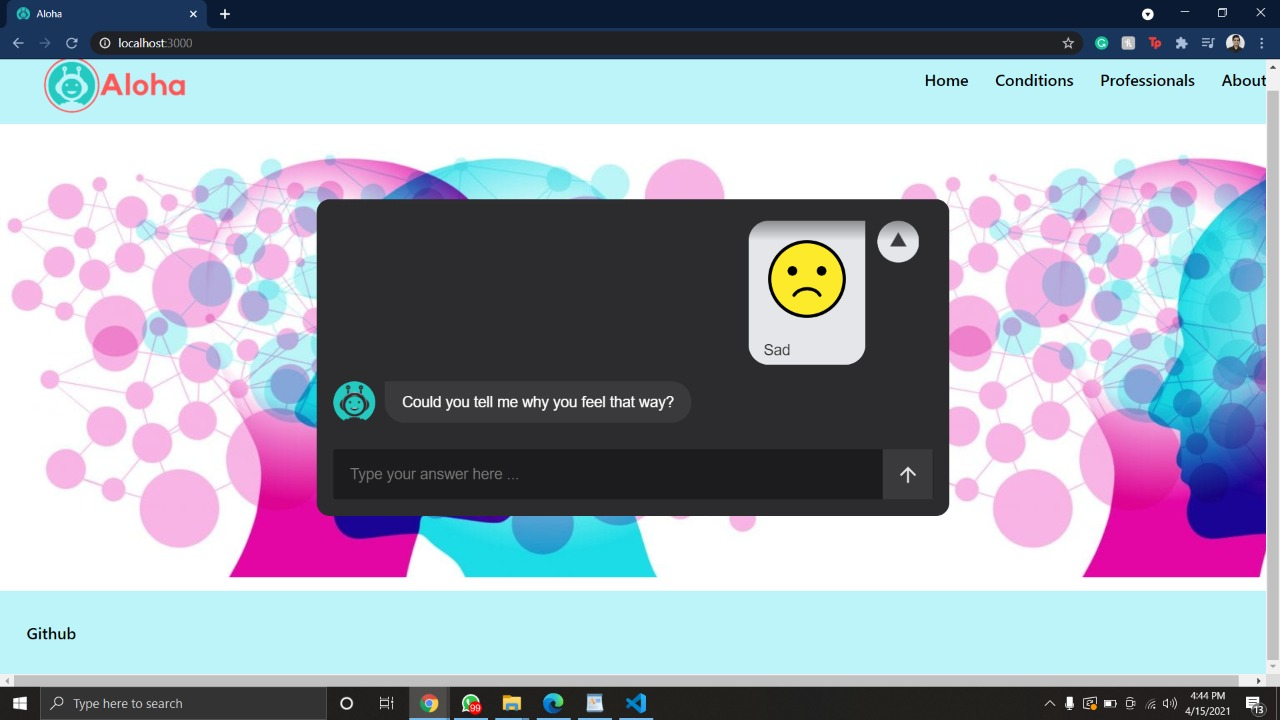 Aloha
localhost:3000
Aloha
Home Conditions Professionals About
Sad
Could you tell me why you feel that way?
Type your answer here ...
Github
Type here to search
99
4:44 PM
4/15/2021
13